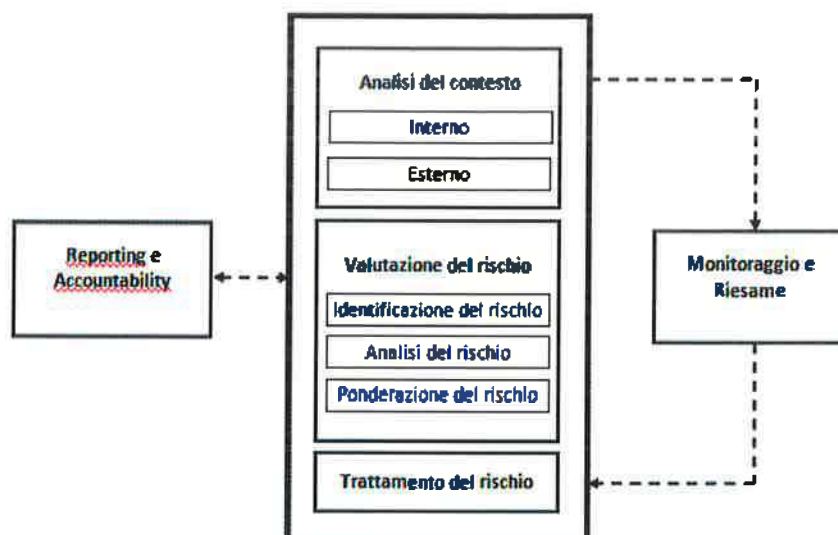 Analisi del contesto
Interno
Esterno
Reporting e
Accountability
Valutazione del rischio
Identificazione del rischio
Analisi del rischio
Ponderazione del rischio
Monitoraggio e
Riesame
Trattamento del rischio